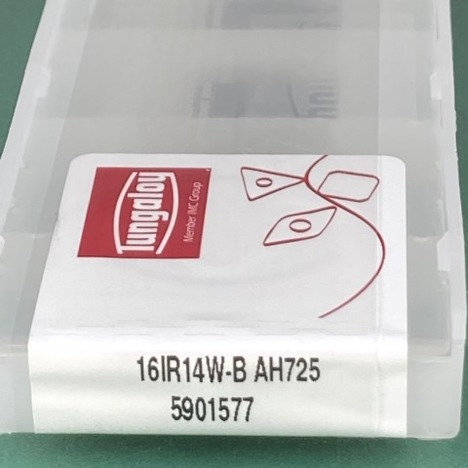 Tungaloy
Member IMC Group
16IR14W-B AH725
5901577